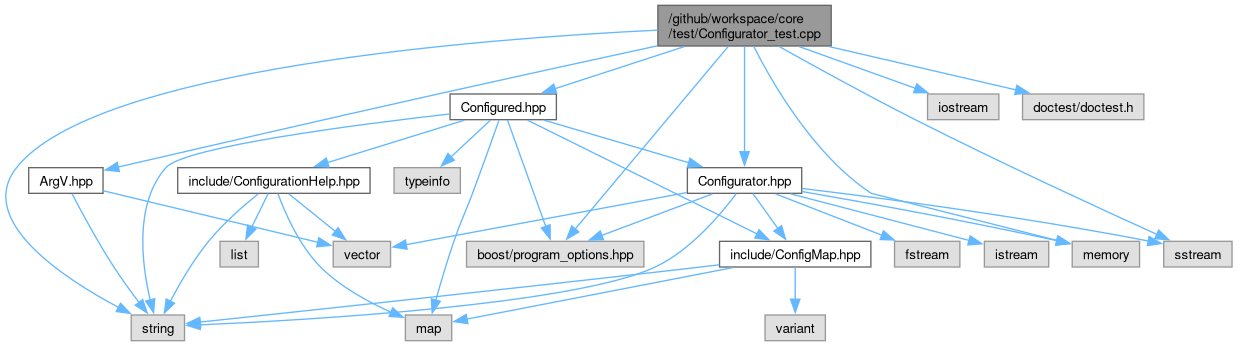 /github/workspace/core
/test/Configurator_test.cpp
Configured.hpp
iostream
doctest/doctest.h
ArgV.hpp
include/ConfigurationHelp.hpp
typeinfo
Configurator.hpp
list
vector
boost/program_options.hpp
include/ConfigMap.hpp
fstream
istream
memory
sstream
string
map
variant